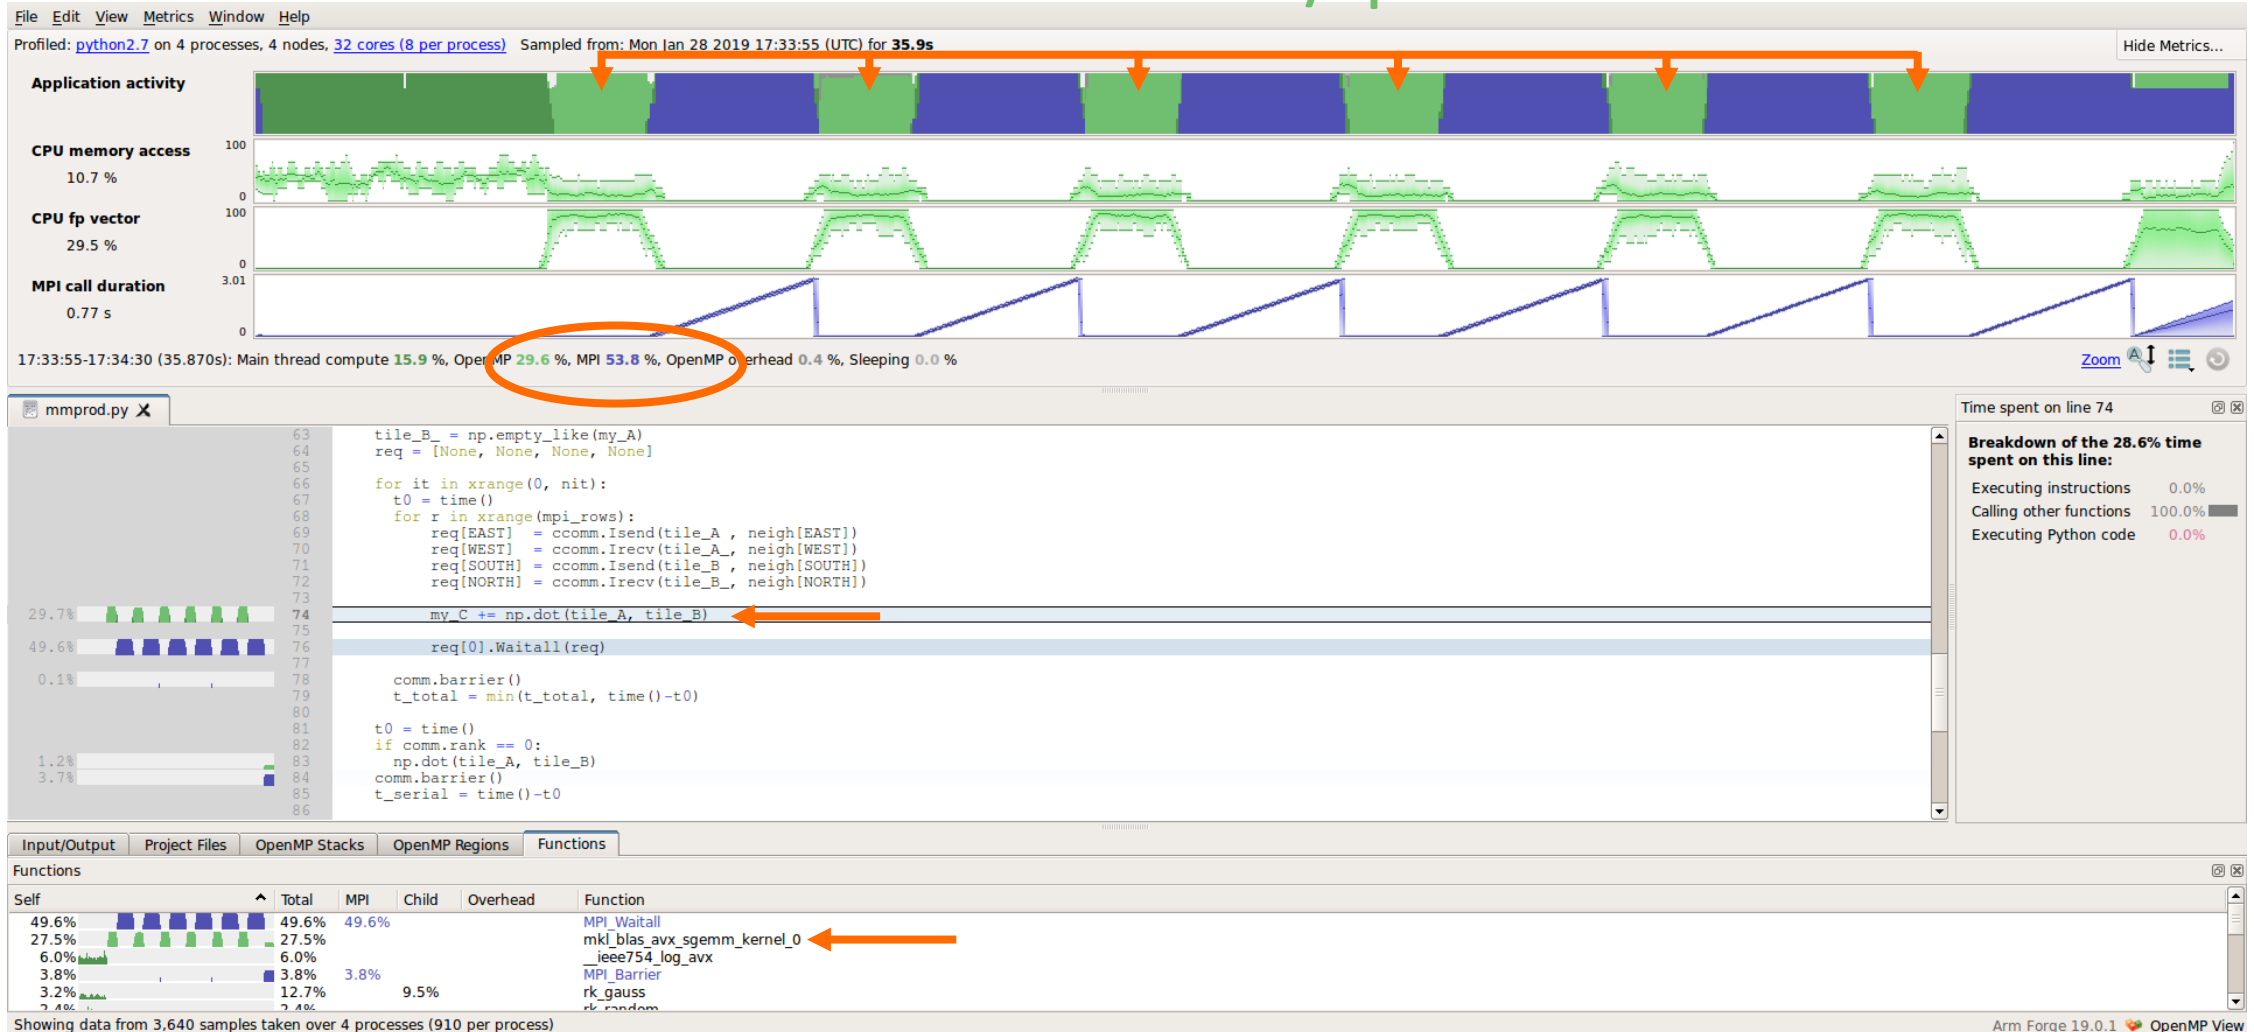 File Edit View Metrics Window Help
Profiled: python2.7 on 4 processes, 4 nodes, 32 cores (8 per process) Sampled from: Mon Jan 28 2019 17:33:55 (UTC) for 35.9s Hide Metrics...
Application activity
CPU memory access 100
10.7 % 0
CPU fp vector 100
29.5 % 0
MPI call duration 3.01
0.77 s 0
17:33:55-17:34:30 (35.870s): Main thread compute 15.9 %, OpenMP 29.6 %, MPI 53.8 %, OpenMP overhead 0.4 %, Sleeping 0.0 % Zoom
mmprod.py X Time spent on line 74
Breakdown of the 28.6% time
spent on this line:
Executing instructions 0.0%
Calling other functions 100.0%
Executing Python code 0.0%
63 tile_B_ = np.empty_like(my_A)
64 req = [None, None, None, None]
65
66 for it in xrange(0, nit):
67 t0 = time()
68 for r in xrange(mpi_rows):
69 req[EAST] = ccomm.Isend(tile_A , neigh[EAST])
70 req[WEST] = ccomm.Irecv(tile_A_, neigh[WEST])
71 req[SOUTH] = ccomm.Isend(tile_B , neigh[SOUTH])
72 req[NORTH] = ccomm.Irecv(tile_B_, neigh[NORTH])
73
29.7% 74 my_C += np.dot(tile_A, tile_B)
75
49.6% 76 req[0].Waitall(req)
77
0.1% 78 comm.barrier()
79 t_total = min(t_total, time()-t0)
80
81 t0 = time()
82 if comm.rank == 0:
1.2% 83 np.dot(tile_A, tile_B)
3.7% 84 comm.barrier()
85 t_serial = time()-t0
86
Input/Output Project Files OpenMP Stacks OpenMP Regions Functions
Functions
Self Total MPI Child Overhead Function
49.6% 49.6% 49.6% MPI_Waitall
27.5% 27.5% mkl_blas_avx_sgemm_kernel_0
6.0% 6.0% __ieee754_log_avx
3.8% 3.8% 3.8% MPI_Barrier
3.2% 12.7% 9.5% rk_gauss
2.4% 2.4% rk_random
Showing data from 3,640 samples taken over 4 processes (910 per process) Arm Forge 19.0.1 OpenMP View